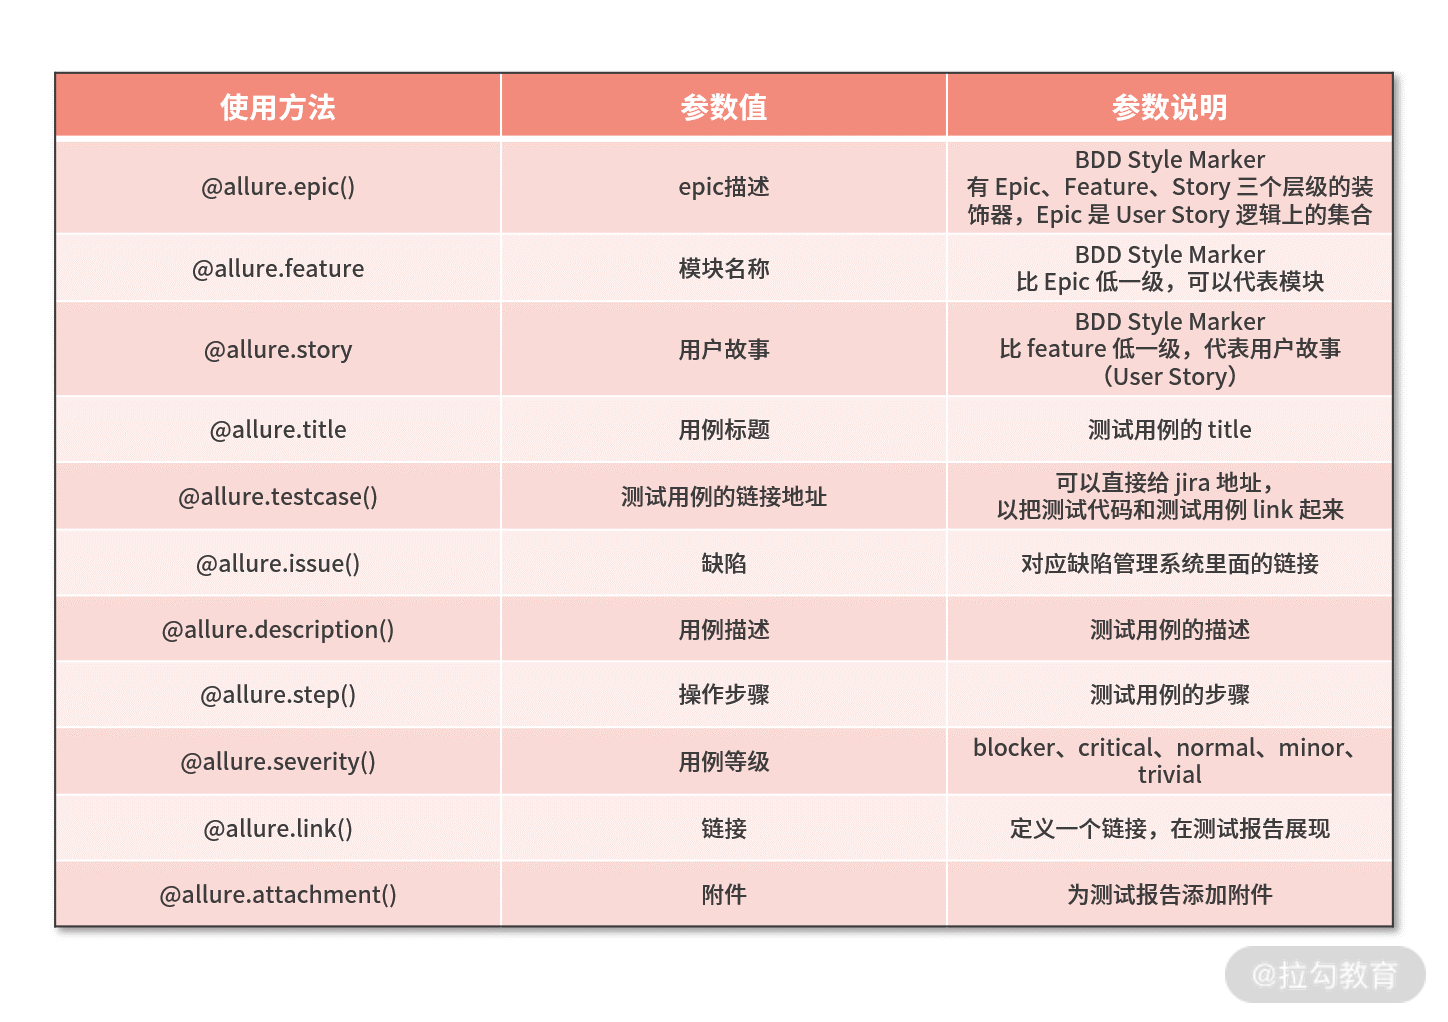 使用方法 参数值 参数说明
@allure.epic() epic描述 BDD Style Marker
有 Epic、Feature、Story 三个层级的装
饰器，Epic 是 User Story 逻辑上的集合
@allure.feature 模块名称 BDD Style Marker
比 Epic 低一级，可以代表模块
@allure.story 用户故事 BDD Style Marker
比 feature 低一级，代表用户故事
（User Story）
@allure.title 用例标题 测试用例的 title
@allure.testcase() 测试用例的链接地址 可以直接给 jira 地址，
以把测试代码和测试用例 link 起来
@allure.issue() 缺陷 对应缺陷管理系统里面的链接
@allure.description() 用例描述 测试用例的描述
@allure.step() 操作步骤 测试用例的步骤
@allure.severity() 用例等级 blocker、critical、normal、minor、
trivial
@allure.link() 链接 定义一个链接，在测试报告展现
@allure.attachment() 附件 为测试报告添加附件
@拉勾教育